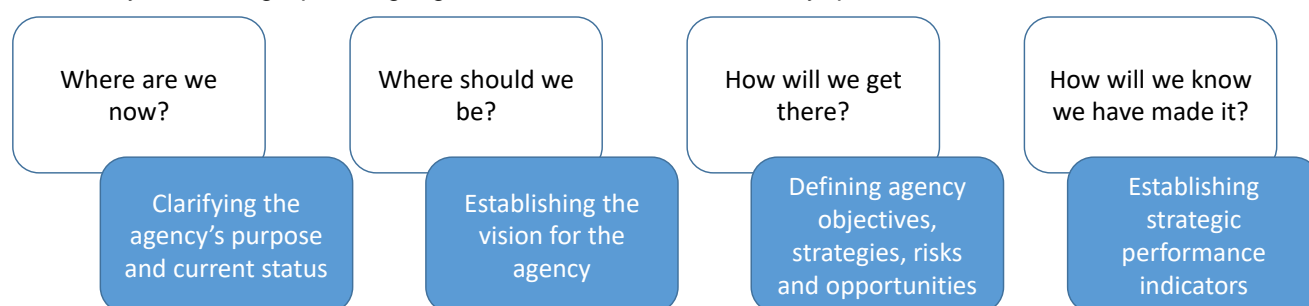 Where are we
now?
Clarifying the
agency’s purpose
and current status
Where should we
be?
Establishing the
vision for the
agency
How will we get
there?
Defining agency
objectives,
strategies, risks
and opportunities
How will we know
we have made it?
Establishing
strategic
performance
indicators